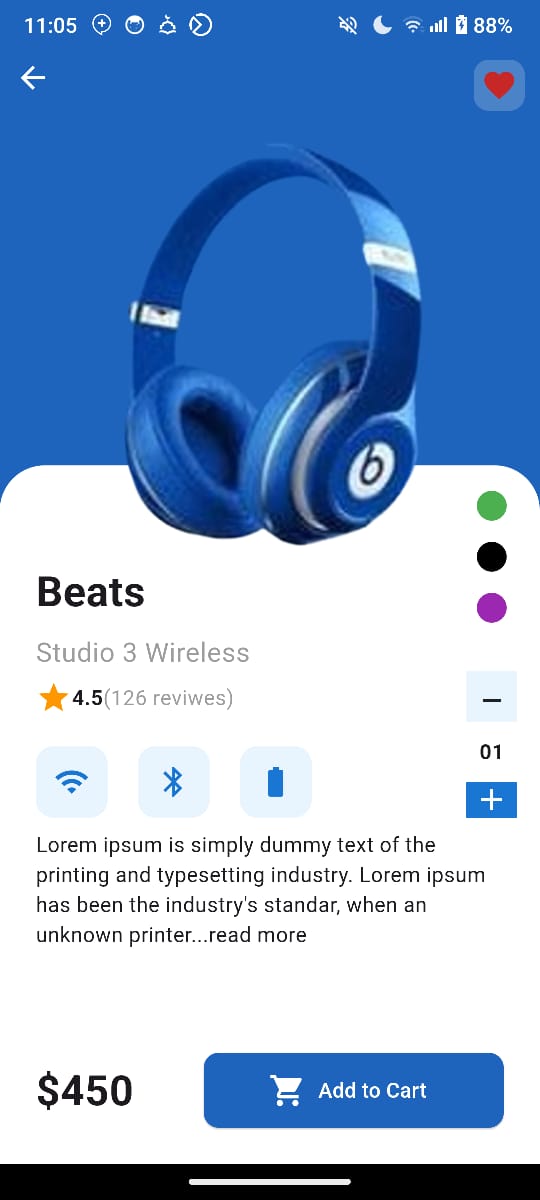 11:05
88%
b
Beats
Studio 3 Wireless
4.5(126 reviwes)
01
Lorem ipsum is simply dummy text of the
printing and typesetting industry. Lorem ipsum
has been the industry's standar, when an
unknown printer...read more
$450
Add to Cart